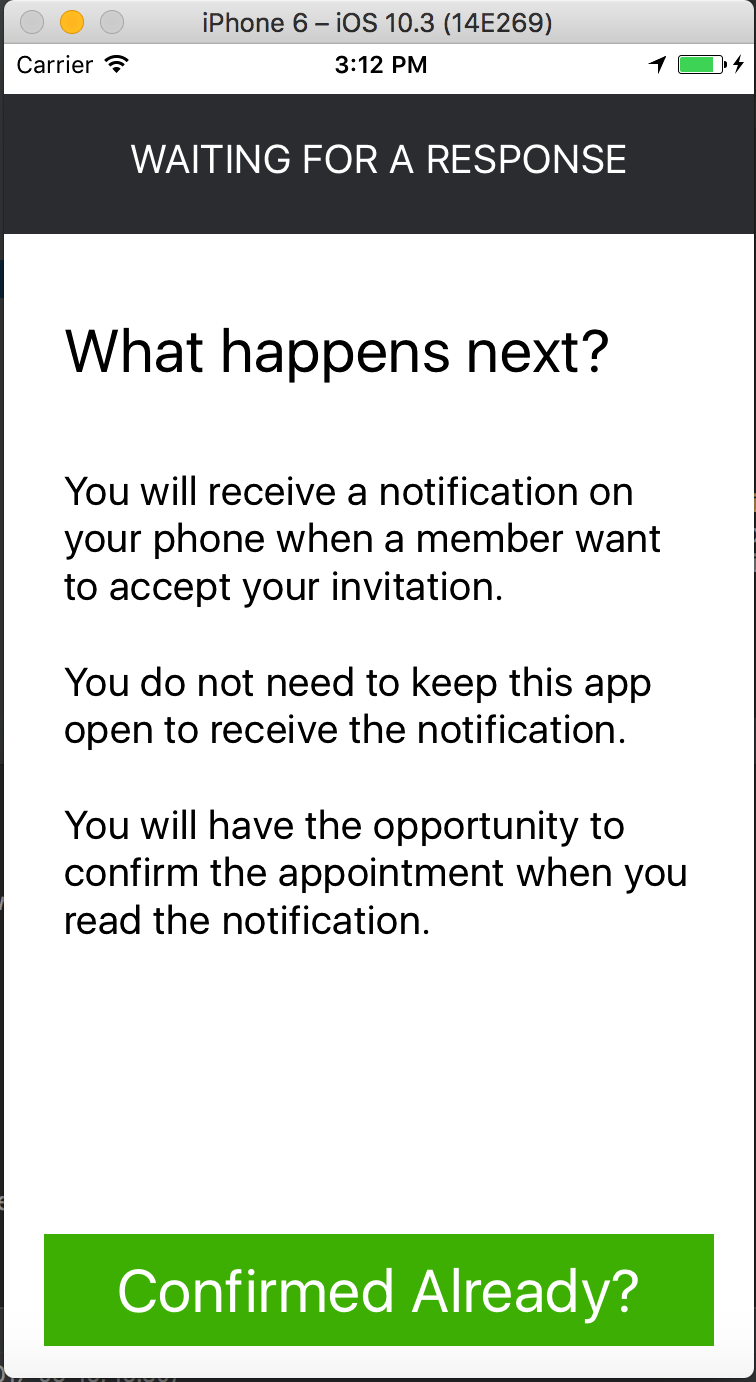 iPhone 6 – iOS 10.3 (14E269)
Carrier 3:12 PM
WAITING FOR A RESPONSE
What happens next?
You will receive a notification on
your phone when a member want
to accept your invitation.
You do not need to keep this app
open to receive the notification.
You will have the opportunity to
confirm the appointment when you
read the notification.
Confirmed Already?